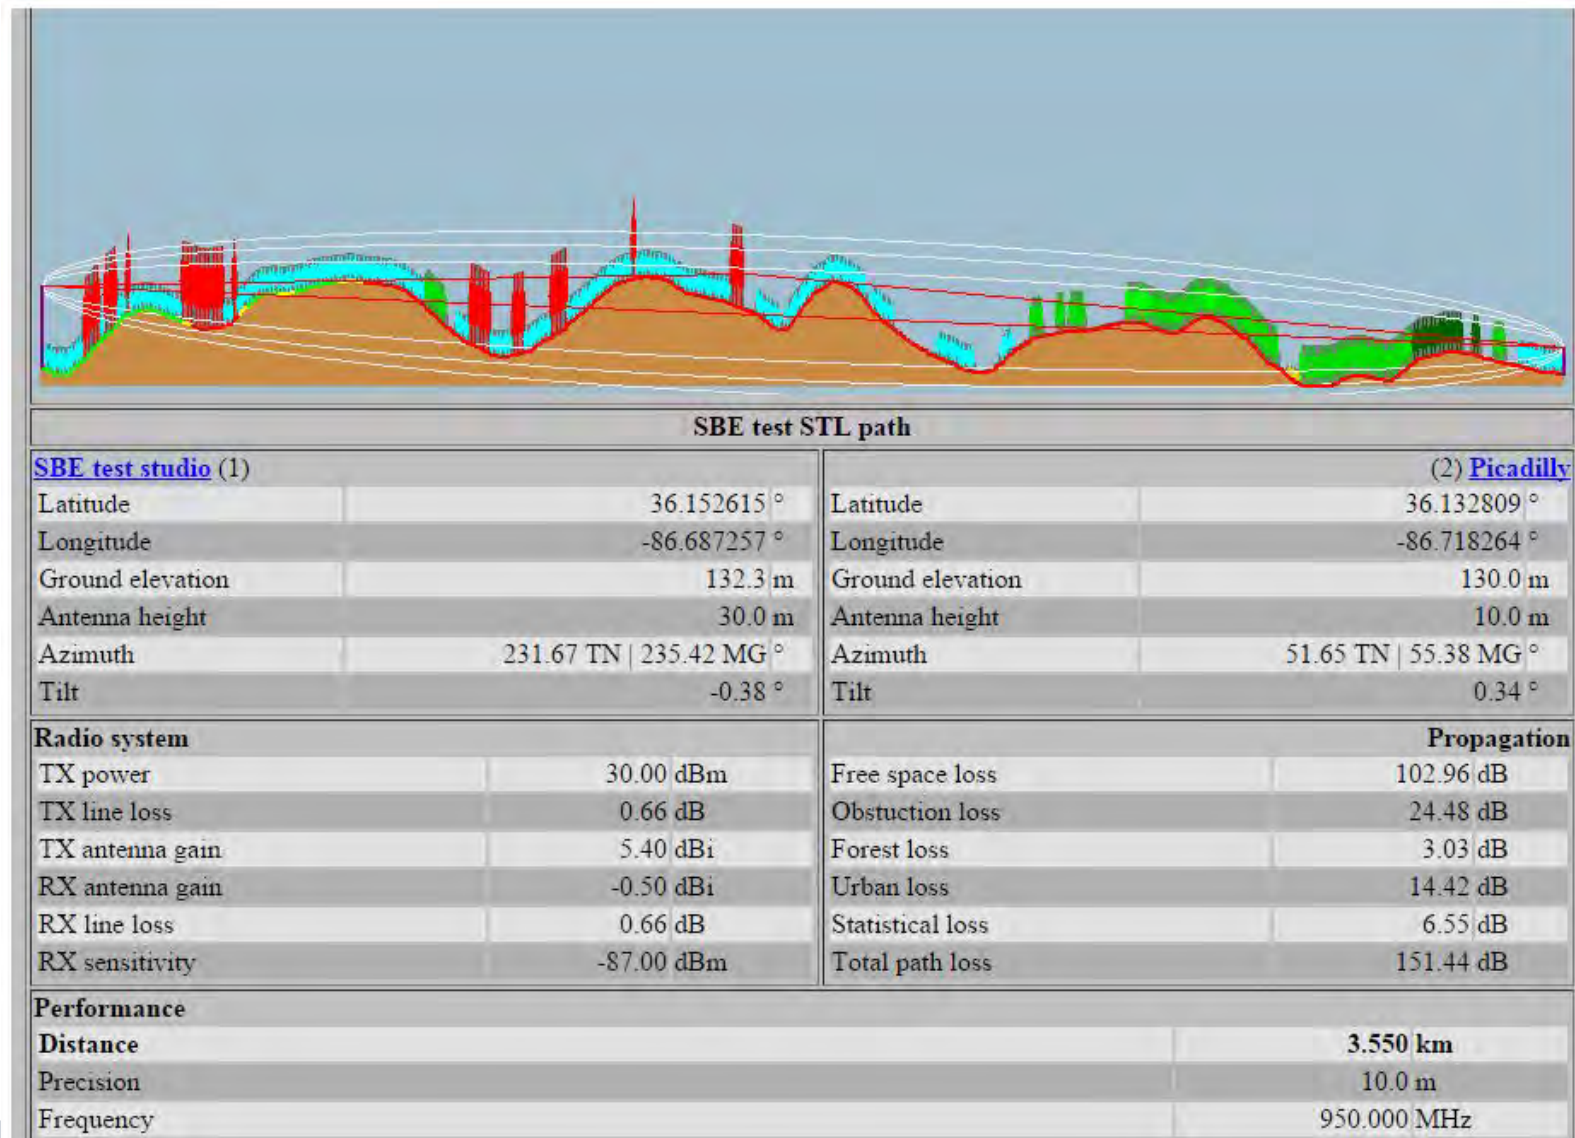 SBE test STL path
SBE test studio (1) (2) Picadilly
Latitude 36.152615 ° Latitude 36.132809 °
Longitude -86.687257 ° Longitude -86.718264 °
Ground elevation 132.3 m Ground elevation 130.0 m
Antenna height 30.0 m Antenna height 10.0 m
Azimuth 231.67 TN | 235.42 MG ° Azimuth 51.65 TN | 55.38 MG °
Tilt -0.38 ° Tilt 0.34 °
Radio system Propagation
TX power 30.00 dBm Free space loss 102.96 dB
TX line loss 0.66 dB Obstuction loss 24.48 dB
TX antenna gain 5.40 dBi Forest loss 3.03 dB
RX antenna gain -0.50 dBi Urban loss 14.42 dB
RX line loss 0.66 dB Statistical loss 6.55 dB
RX sensitivity -87.00 dBm Total path loss 151.44 dB
Performance
Distance 3.550 km
Precision 10.0 m
Frequency 950.000 MHz